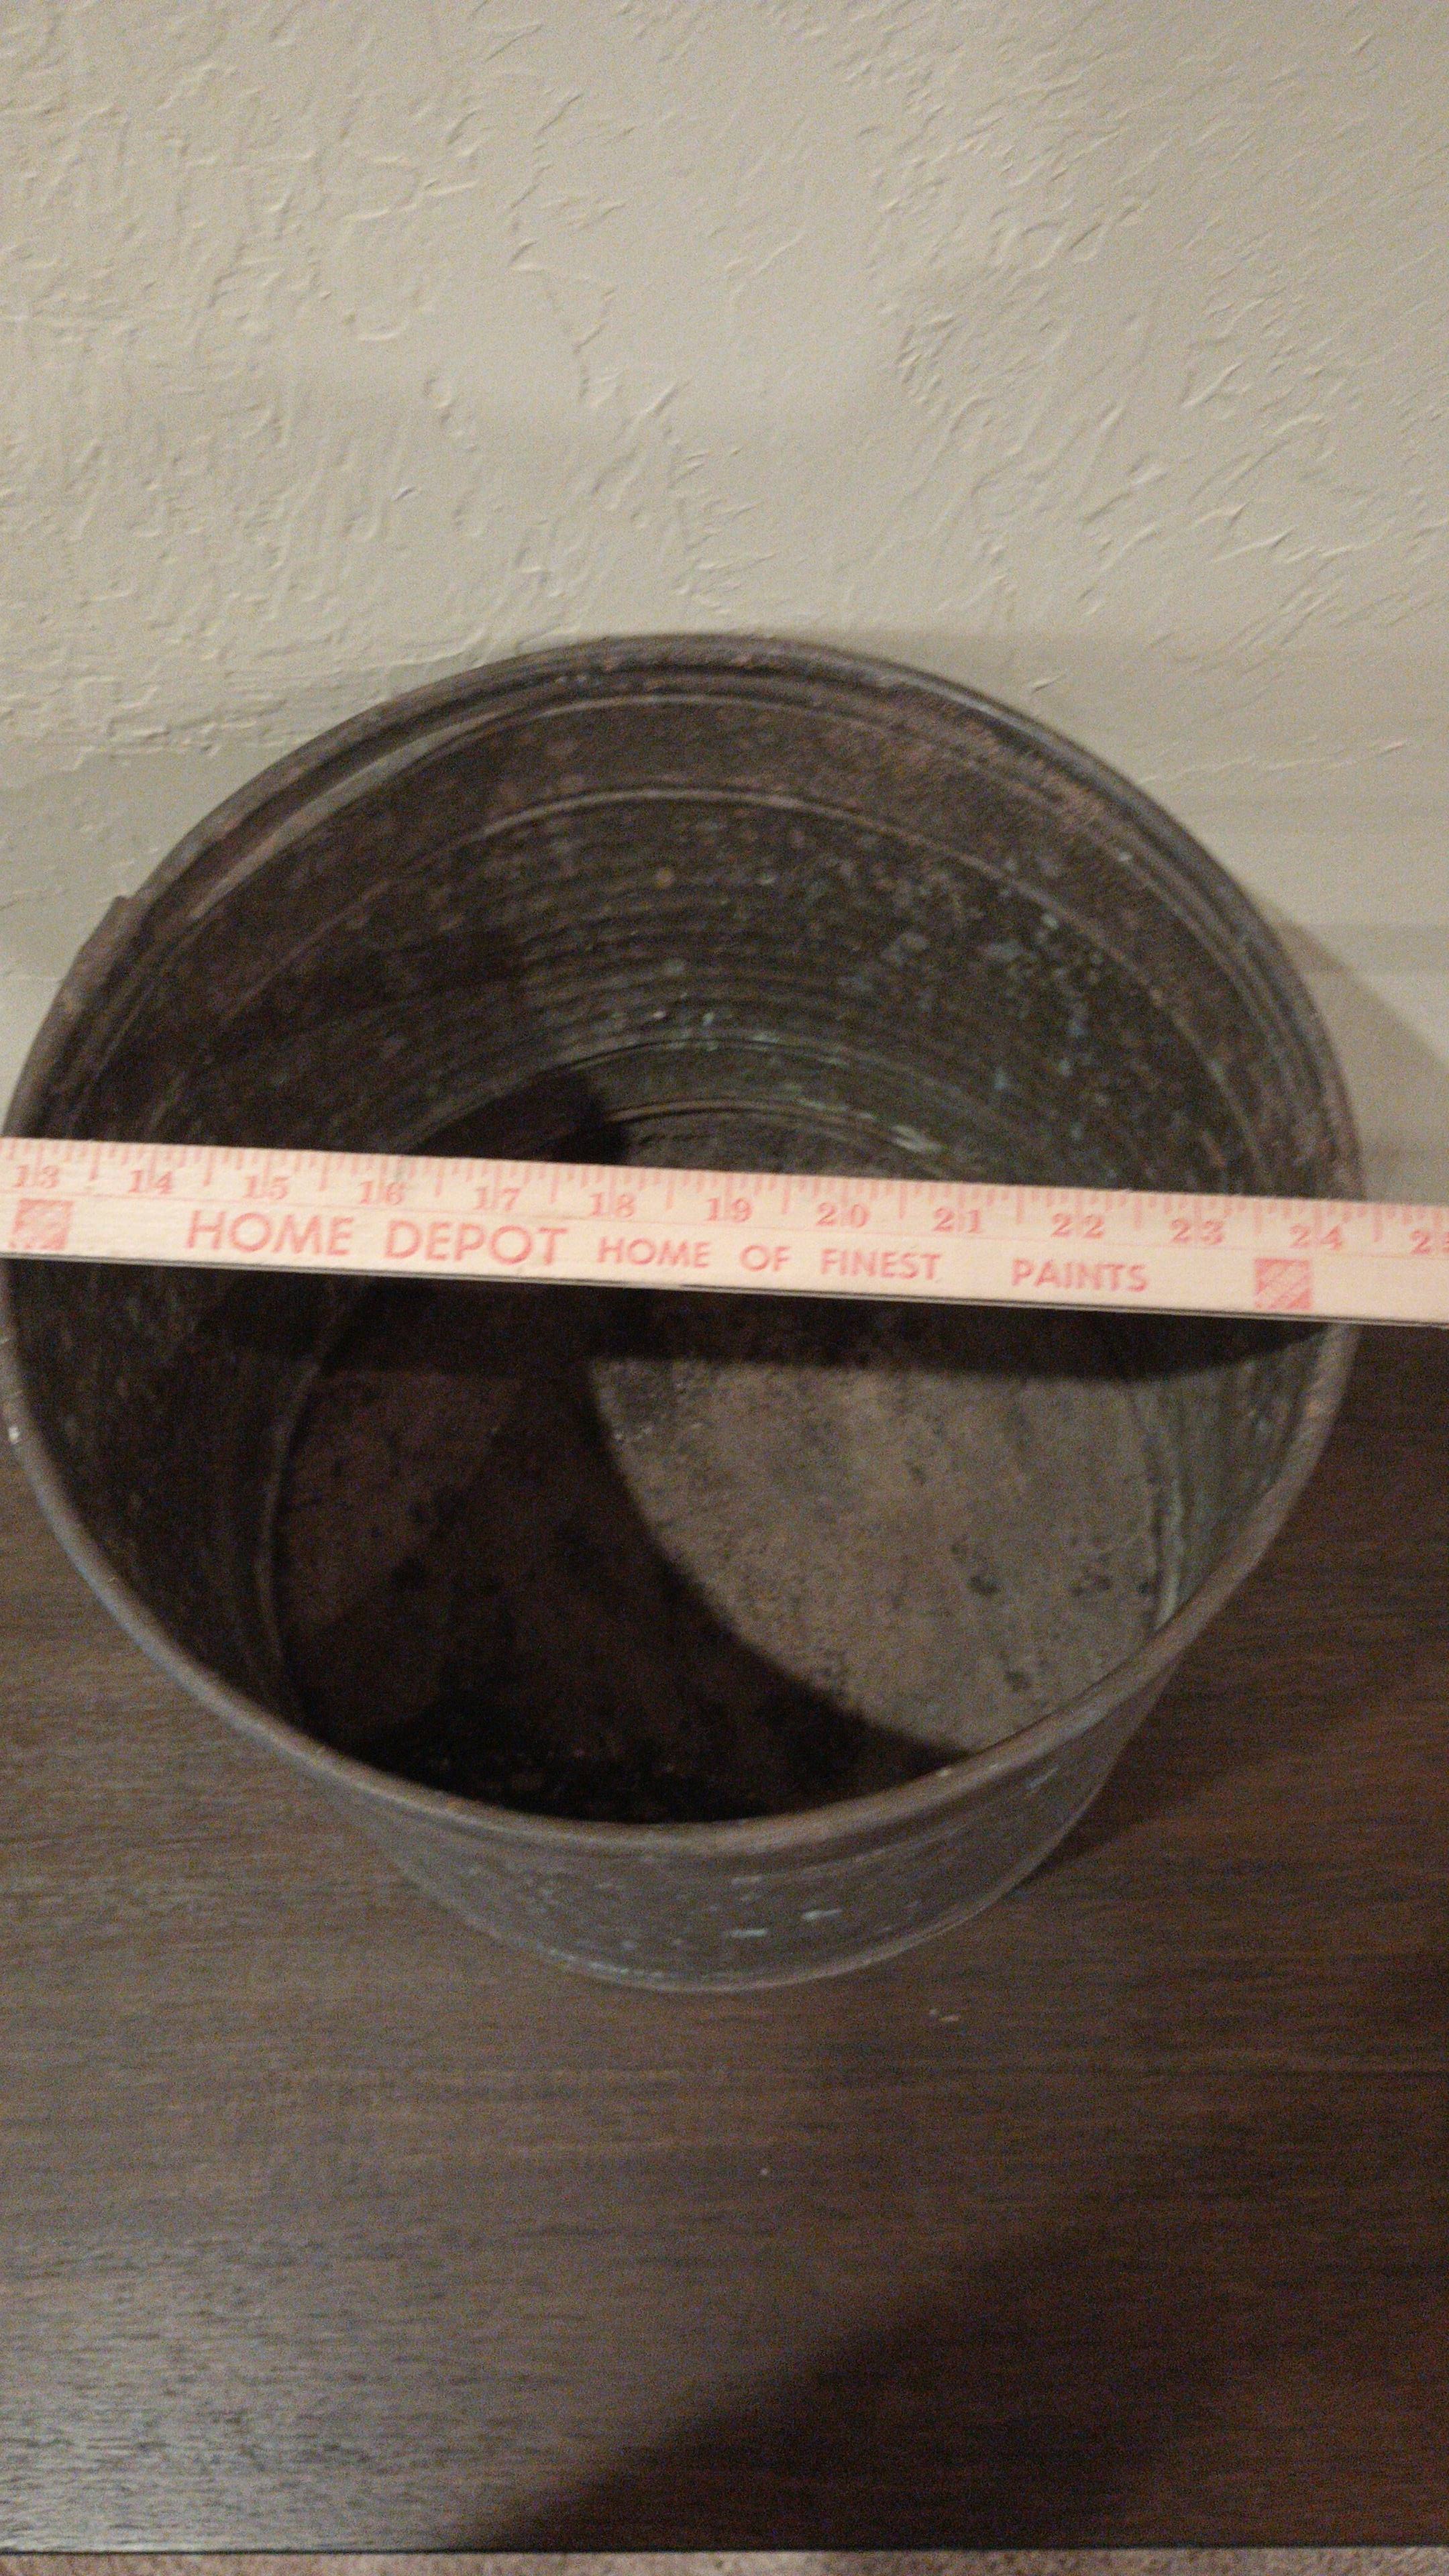 13 14 15 16 17 18 19 20 21 22 23 24
HOME DEPOT HOME OF FINEST PAINTS